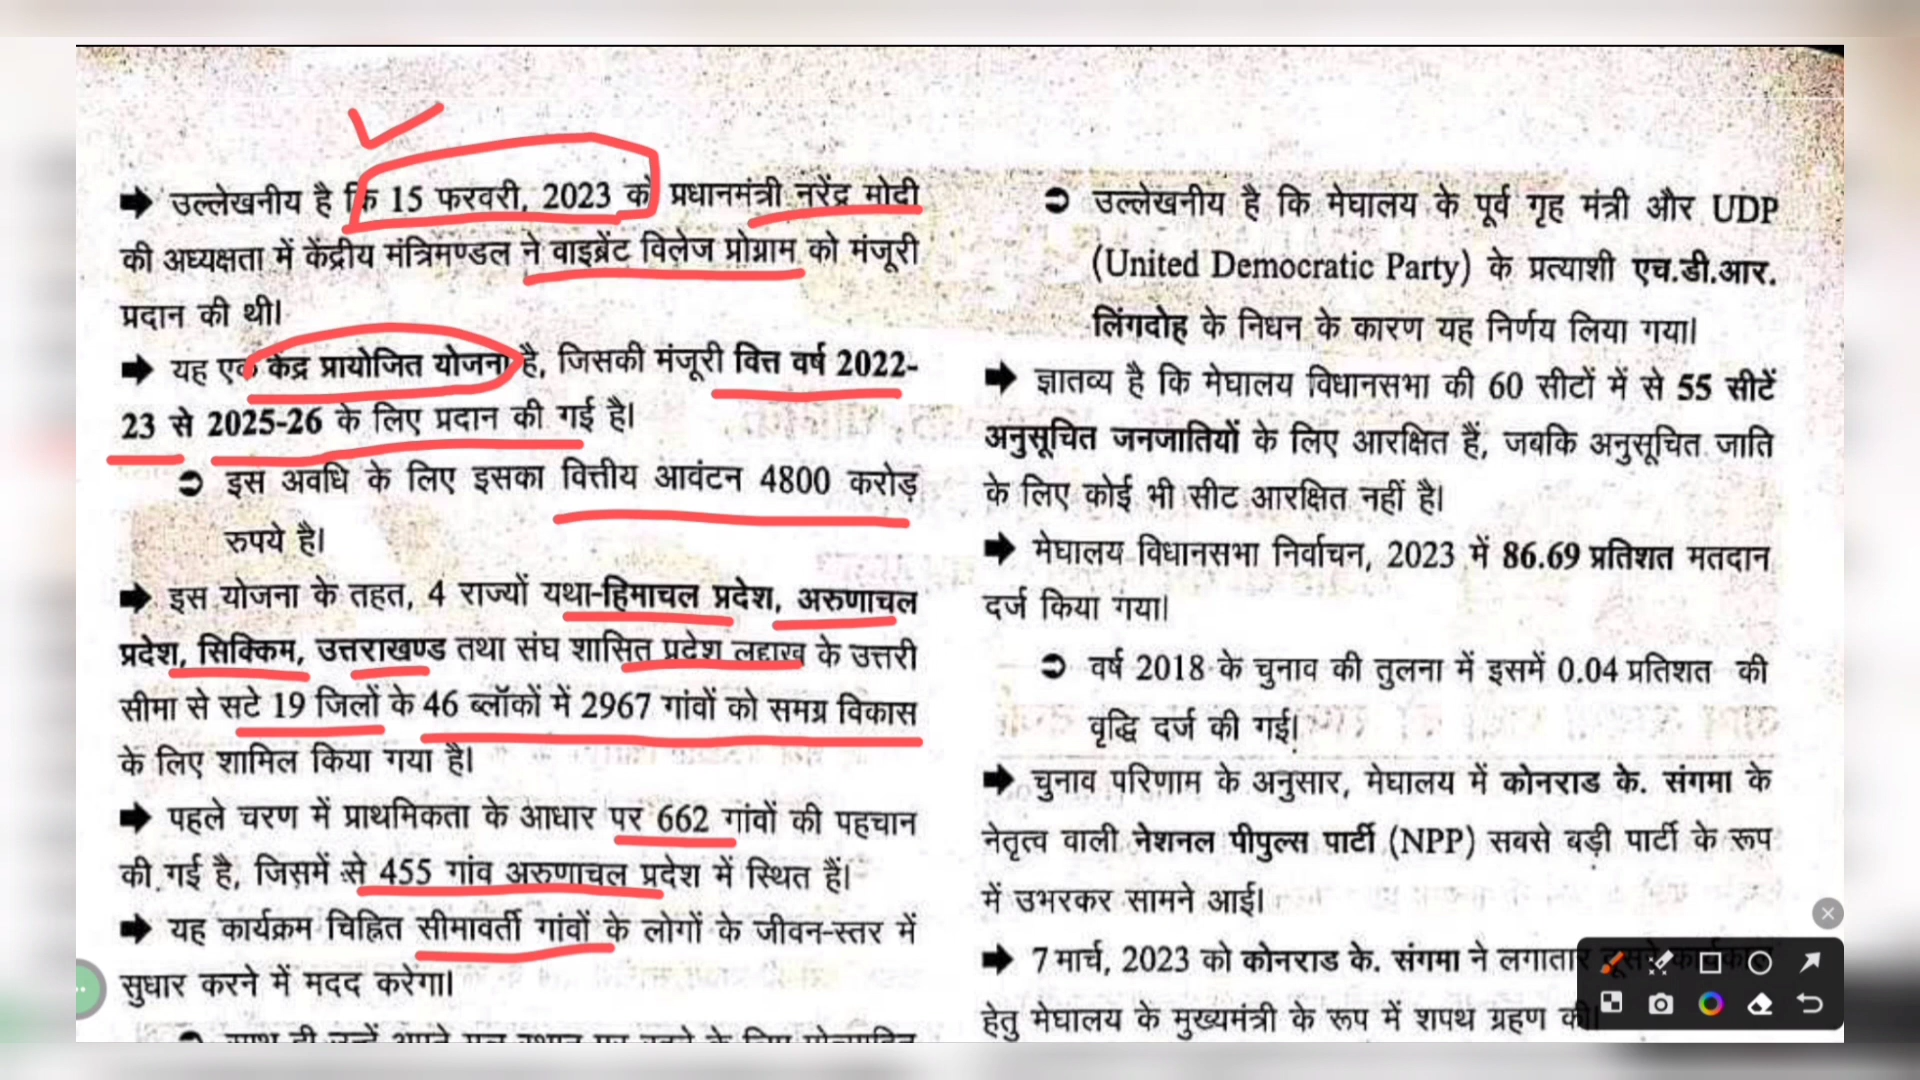 ➡ उल्लेखनीय है कि 15 फरवरी, 2023 को प्रधानमंत्री नरेंद्र मोदी
की अध्यक्षता में केंद्रीय मंत्रिमण्डल ने वाइब्रेंट विलेज प्रोग्राम को मंजूरी
प्रदान की थी।
➡ यह एक केंद्र प्रायोजित योजना है, जिसकी मंजूरी वित्त वर्ष 2022-
23 से 2025-26 के लिए प्रदान की गई है।
➲ इस अवधि के लिए इसका वित्तीय आवंटन 4800 करोड़
रुपये है।
➡ इस योजना के तहत, 4 राज्यों यथा-हिमाचल प्रदेश, अरुणाचल
प्रदेश, सिक्किम, उत्तराखण्ड तथा संघ शासित प्रदेश लद्दाख के उत्तरी
सीमा से सटे 19 जिलों के 46 ब्लॉकों में 2967 गांवों को समग्र विकास
के लिए शामिल किया गया है।
➡ पहले चरण में प्राथमिकता के आधार पर 662 गांवों की पहचान
की गई है, जिसमें से 455 गांव अरुणाचल प्रदेश में स्थित हैं।
➡ यह कार्यक्रम चिह्नित सीमावर्ती गांवों के लोगों के जीवन-स्तर में
सुधार करने में मदद करेंगा।
➲ उल्लेखनीय है कि मेघालय के पूर्व गृह मंत्री और UDP
(United Democratic Party) के प्रत्याशी एच.डी.आर.
लिंगदोह के निधन के कारण यह निर्णय लिया गया।
➡ ज्ञातव्य है कि मेघालय विधानसभा की 60 सीटों में से 55 सीटें
अनुसूचित जनजातियों के लिए आरक्षित हैं, जबकि अनुसूचित जाति
के लिए कोई भी सीट आरक्षित नहीं है।
➡ मेघालय विधानसभा निर्वाचन, 2023 में 86.69 प्रतिशत मतदान
दर्ज किया गया।
➲ वर्ष 2018 के चुनाव की तुलना में इसमें 0.04 प्रतिशत की
वृद्धि दर्ज की गई।
➡ चुनाव परिणाम के अनुसार, मेघालय में कोनराड के. संगमा के
नेतृत्व वाली नेशनल पीपुल्स पार्टी (NPP) सबसे बड़ी पार्टी के रूप
में उभरकर सामने आई।
➡ 7 मार्च, 2023 को कोनराड के. संगमा ने लगातार दूसरे कार्यकाल
हेतु मेघालय के मुख्यमंत्री के रूप में शपथ ग्रहण की।